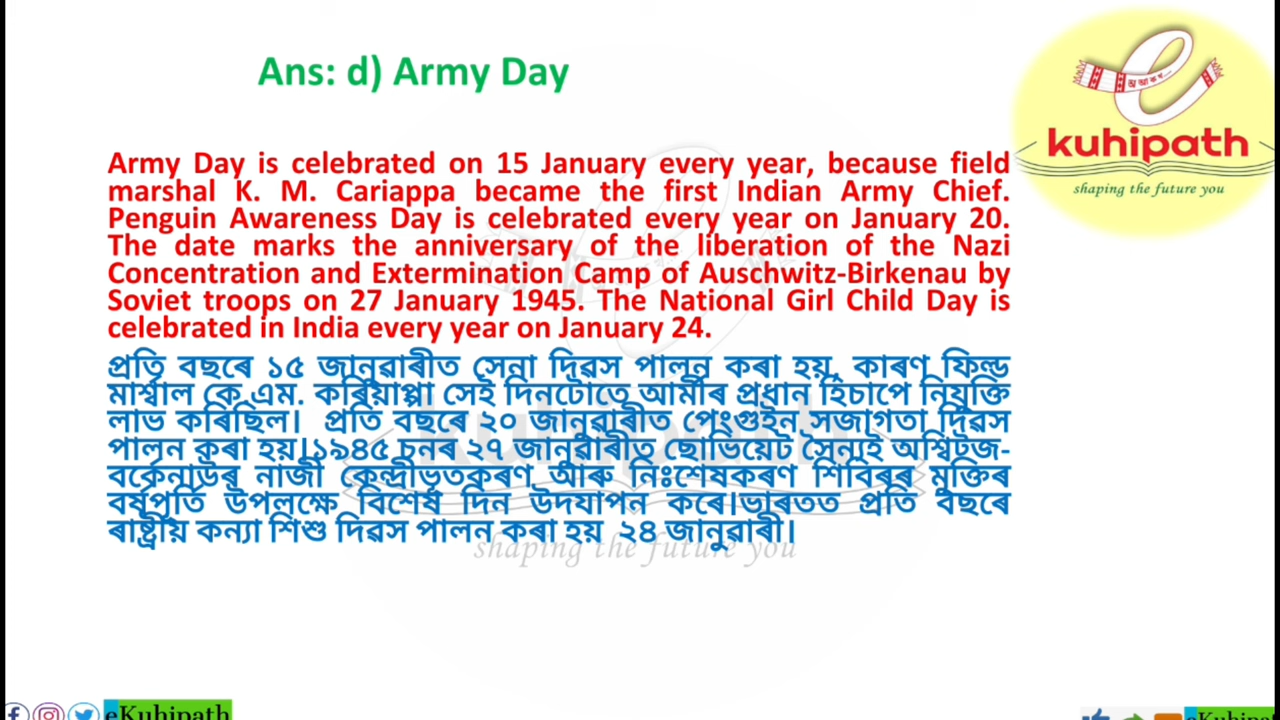 Ans: d) Army Day
অ আ ক খ...
kuhipath
shaping the future you
Army Day is celebrated on 15 January every year, because field
marshal K. M. Cariappa became the first Indian Army Chief.
Penguin Awareness Day is celebrated every year on January 20.
The date marks the anniversary of the liberation of the Nazi
Concentration and Extermination Camp of Auschwitz-Birkenau by
Soviet troops on 27 January 1945. The National Girl Child Day is
celebrated in India every year on January 24.
প্ৰতি বছৰে ১৫ জানুৱাৰীত সেনা দিৱস পালন কৰা হয়, কাৰণ ফিল্ড
মাৰ্শ্বাল কে.এম. কৰিয়াপ্পা সেই দিনটোতে আৰ্মীৰ প্ৰধান হিচাপে নিযুক্তি
লাভ কৰিছিল। প্ৰতি বছৰে ২০ জানুৱাৰীত পেংগুইন সজাগতা দিৱস
পালন কৰা হয়।১৯৪৫ চনৰ ২৭ জানুৱাৰীত ছোভিয়েট সৈন্যই অশ্বিটজ-
বৰ্কেনাউৰ নাজী কেন্দ্ৰীভূতকৰণ আৰু নিঃশেষকৰণ শিবিৰৰ মুক্তিৰ
বৰ্ষপূৰ্তি উপলক্ষে বিশেষ দিন উদযাপন কৰে।ভাৰতত প্ৰতি বছৰে
ৰাষ্ট্ৰীয় কন্যা শিশু দিৱস পালন কৰা হয় ২৪ জানুৱাৰী।
shaping the future you
eKuhipath
eKuhipat